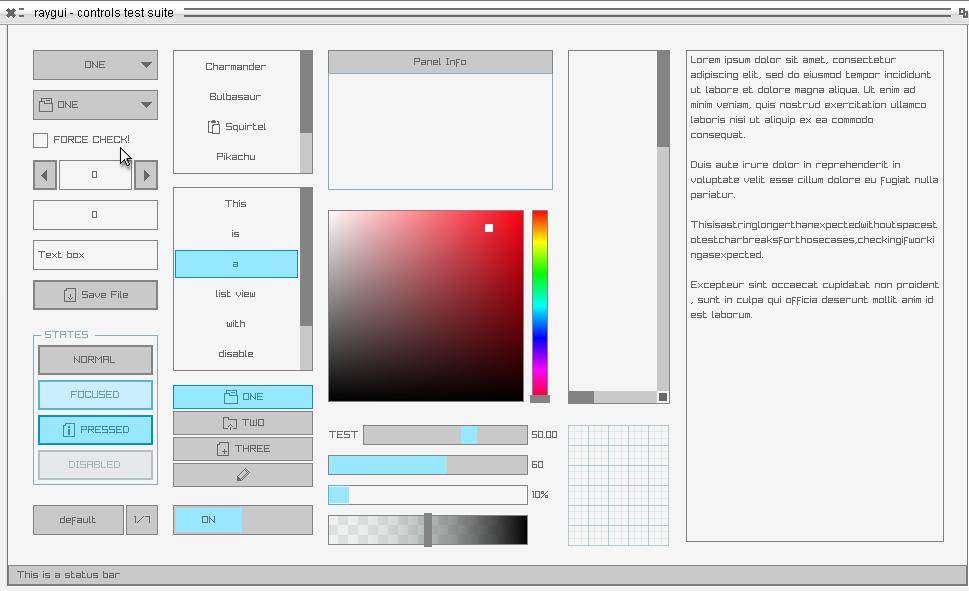 raygui - controls test suite
ONE
ONE
FORCE CHECK!
0
0
Text box
Save File
STATES
NORMAL
FOCUSED
PRESSED
DISABLED
default
1/7
Charmander
Bulbasaur
Squirtel
Pikachu
This
is
a
list view
with
disable
ONE
TWO
THREE
ON
Panel Info
TEST
50.00
60
10%
Lorem ipsum dolor sit amet, consectetur
adipiscing elit, sed do eiusmod tempor incididunt
ut labore et dolore magna aliqua. Ut enim ad
minim veniam, quis nostrud exercitation ullamco
laboris nisi ut aliquip ex ea commodo
consequat.
Duis aute irure dolor in reprehenderit in
voluptate velit esse cillum dolore eu fugiat nulla
pariatur.
Thisisastringlongerthanexpectedwithoutspacest
otestcharbreaksforthosecases,checkingifworki
ngasexpected.
Excepteur sint occaecat cupidatat non proident
, sunt in culpa qui officia deserunt mollit anim id
est laborum.
This is a status bar